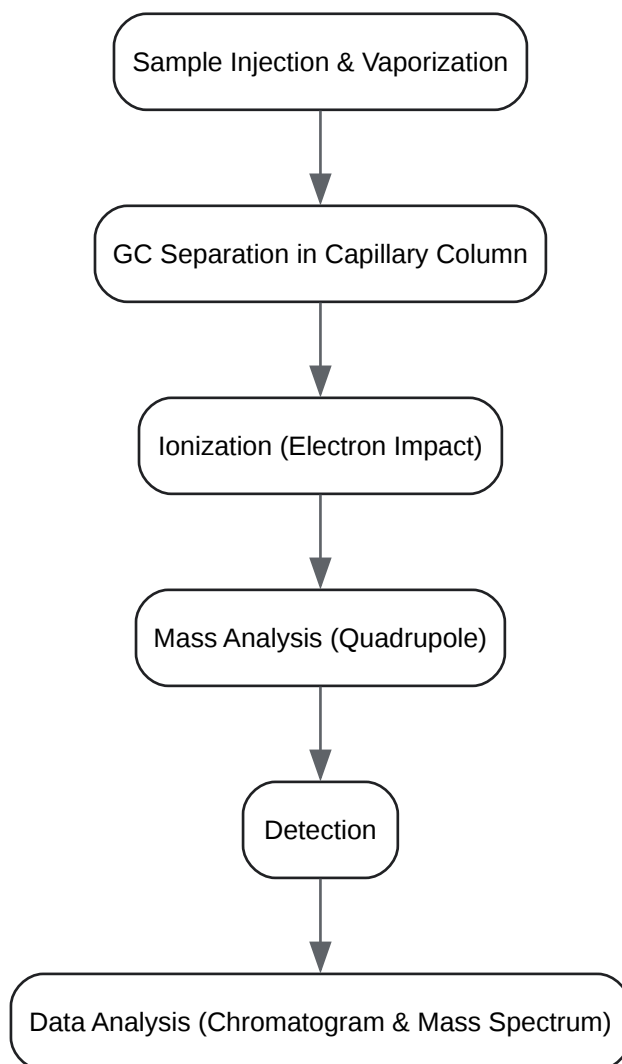 Sample Injection & Vaporization
GC Separation in Capillary Column
Ionization (Electron Impact)
Mass Analysis (Quadrupole)
Detection
Data Analysis (Chromatogram & Mass Spectrum)